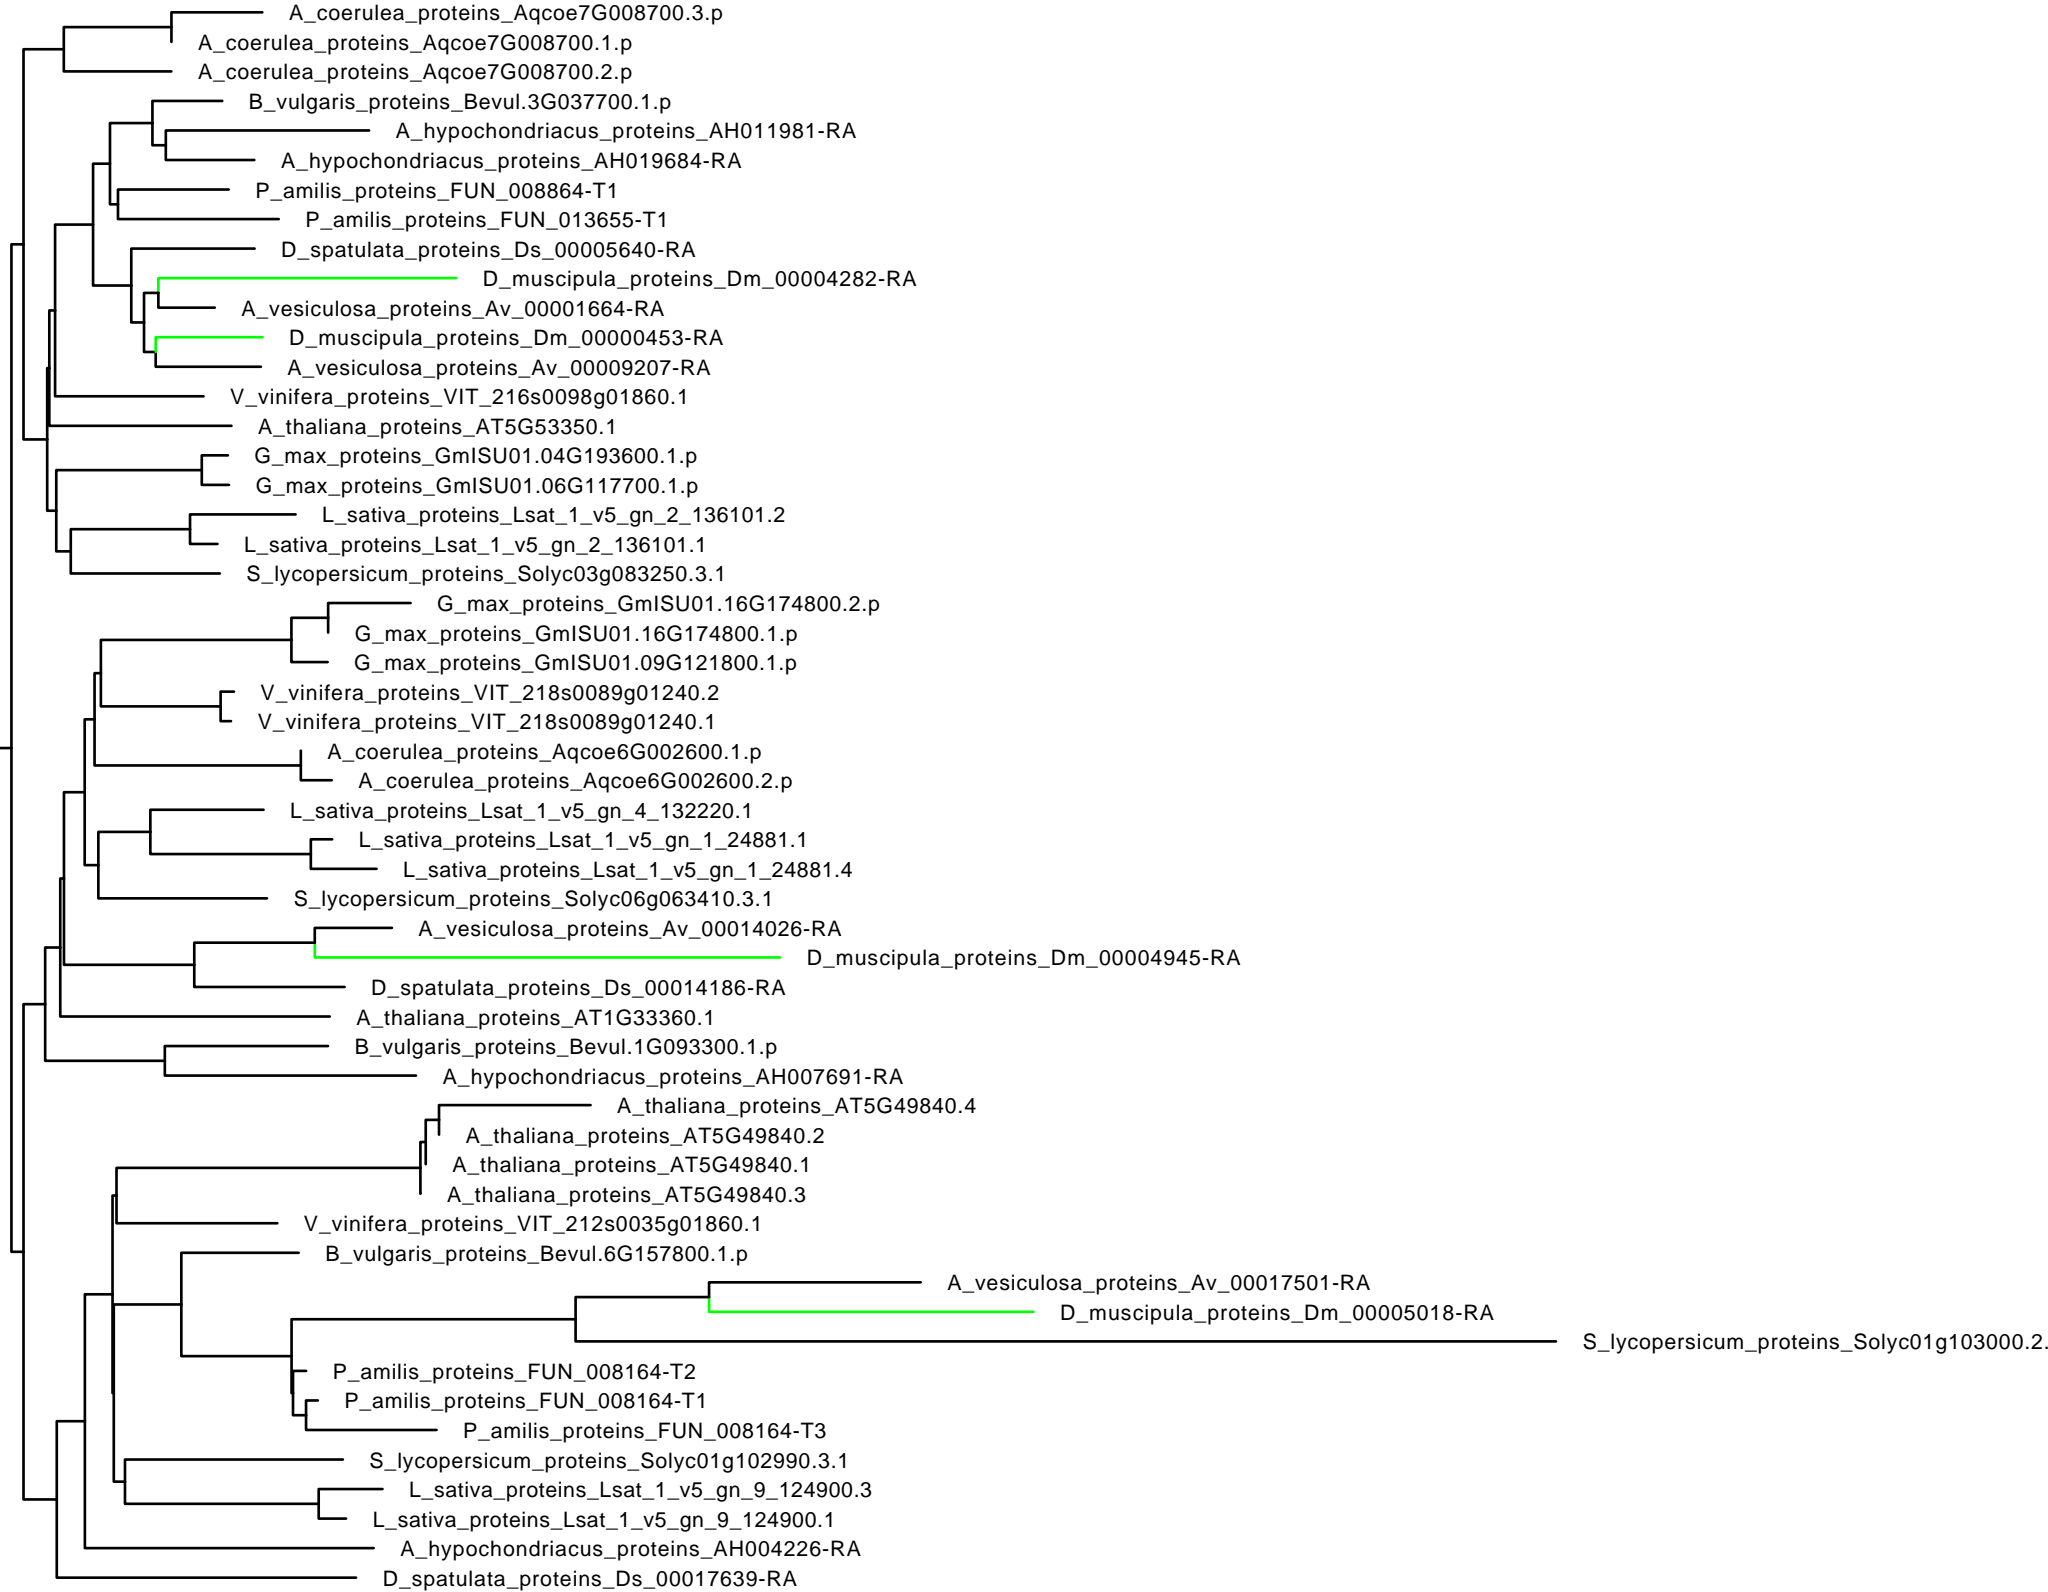 A_coerulea_proteins_Aqcoe7G008700.3.p
A_coerulea_proteins_Aqcoe7G008700.1.p
A_coerulea_proteins_Aqcoe7G008700.2.p
B_vulgaris_proteins_Bevul.3G037700.1.p
A_hypochondriacus_proteins_AH011981-RA
A_hypochondriacus_proteins_AH019684-RA
P_amilis_proteins_FUN_008864-T1
P_amilis_proteins_FUN_013655-T1
D_spatulata_proteins_Ds_00005640-RA
D_muscipula_proteins_Dm_00004282-RA
A_vesiculosa_proteins_Av_00001664-RA
D_muscipula_proteins_Dm_00000453-RA
A_vesiculosa_proteins_Av_00009207-RA
V_vinifera_proteins_VIT_216s0098g01860.1
A_thaliana_proteins_AT5G53350.1
G_max_proteins_GmISU01.04G193600.1.p
G_max_proteins_GmISU01.06G117700.1.p
L_sativa_proteins_Lsat_1_v5_gn_2_136101.2
L_sativa_proteins_Lsat_1_v5_gn_2_136101.1
S_lycopersicum_proteins_Solyc03g083250.3.1
G_max_proteins_GmISU01.16G174800.2.p
G_max_proteins_GmISU01.16G174800.1.p
G_max_proteins_GmISU01.09G121800.1.p
V_vinifera_proteins_VIT_218s0089g01240.2
V_vinifera_proteins_VIT_218s0089g01240.1
A_coerulea_proteins_Aqcoe6G002600.1.p
A_coerulea_proteins_Aqcoe6G002600.2.p
L_sativa_proteins_Lsat_1_v5_gn_4_132220.1
L_sativa_proteins_Lsat_1_v5_gn_1_24881.1
L_sativa_proteins_Lsat_1_v5_gn_1_24881.4
S_lycopersicum_proteins_Solyc06g063410.3.1
A_vesiculosa_proteins_Av_00014026-RA
D_muscipula_proteins_Dm_00004945-RA
D_spatulata_proteins_Ds_00014186-RA
A_thaliana_proteins_AT1G33360.1
B_vulgaris_proteins_Bevul.1G093300.1.p
A_hypochondriacus_proteins_AH007691-RA
A_thaliana_proteins_AT5G49840.4
A_thaliana_proteins_AT5G49840.2
A_thaliana_proteins_AT5G49840.1
A_thaliana_proteins_AT5G49840.3
V_vinifera_proteins_VIT_212s0035g01860.1
B_vulgaris_proteins_Bevul.6G157800.1.p
A_vesiculosa_proteins_Av_00017501-RA
D_muscipula_proteins_Dm_00005018-RA
S_lycopersicum_proteins_Solyc01g103000.2.
P_amilis_proteins_FUN_008164-T2
P_amilis_proteins_FUN_008164-T1
P_amilis_proteins_FUN_008164-T3
S_lycopersicum_proteins_Solyc01g102990.3.1
L_sativa_proteins_Lsat_1_v5_gn_9_124900.3
L_sativa_proteins_Lsat_1_v5_gn_9_124900.1
A_hypochondriacus_proteins_AH004226-RA
D_spatulata_proteins_Ds_00017639-RA